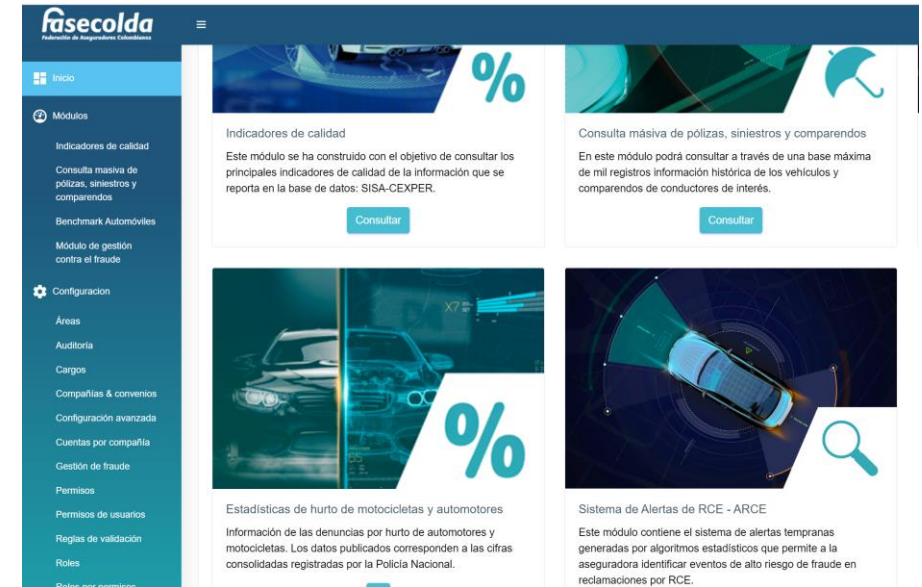 fasecolda
Federación de Aseguradores Colombianos
Inicio
Módulos
Indicadores de calidad
Consulta masiva de
pólizas, siniestros y
comparendos
Benchmark Automóviles
Módulo de gestión
contra el fraude
Configuracion
Áreas
Auditoría
Cargos
Compañías & convenios
Configuración avanzada
Cuentas por compañía
Gestión de fraude
Permisos
Permisos de usuarios
Reglas de validación
Roles
Roles por permisos
%
Indicadores de calidad
Este módulo se ha construido con el objetivo de consultar los
principales indicadores de calidad de la información que se
reporta en la base de datos: SISA-CEXPER.
Consultar
Consulta másiva de pólizas, siniestros y comparendos
En este módulo podrá consultar a través de una base máxima
de mil registros información histórica de los vehículos y
comparendos de conductores de interés.
Consultar
X7
%
Estadísticas de hurto de motocicletas y automotores
Información de las denuncias por hurto de automotores y
motocicletas. Los datos publicados corresponden a las cifras
consolidadas registradas por la Policía Nacional.
Sistema de Alertas de RCE - ARCE
Este módulo contiene el sistema de alertas tempranas
generadas por algoritmos estadísticos que permite a la
aseguradora identificar eventos de alto riesgo de fraude en
reclamaciones por RCE.